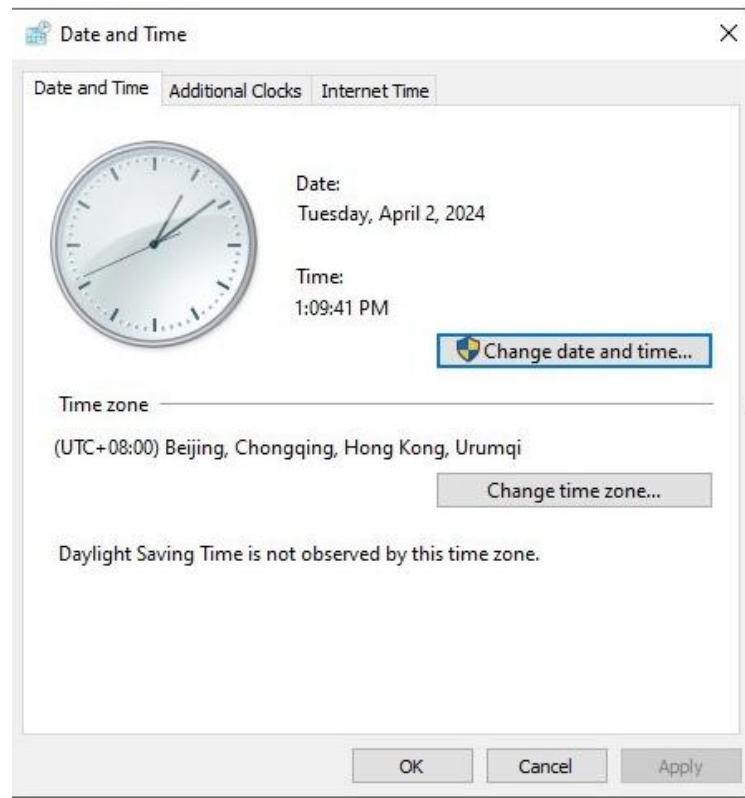 Date and Time
Date and Time
Additional Clocks
Internet Time
Date:
Tuesday, April 2, 2024
Time:
1:09:41 PM
Change date and time...
Time zone
(UTC+08:00) Beijing, Chongqing, Hong Kong, Urumqi
Change time zone...
Daylight Saving Time is not observed by this time zone.
OK
Cancel
Apply